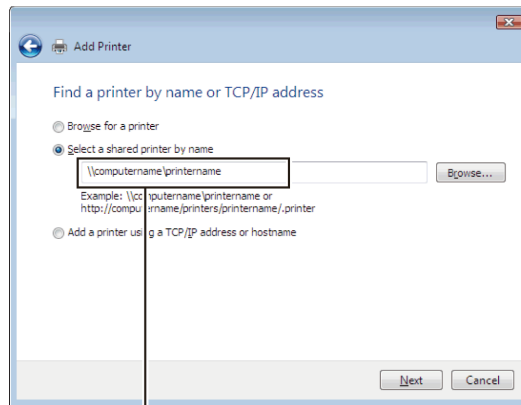 Add Printer
Find a printer by name or TCP/IP address
Browse for a printer
Select a shared printer by name
\\computername\printername
Browse...
Example: \\computername\printername or
http://computername/printers/printername/.printer
Add a printer using a TCP/IP address or hostname
Next
Cancel